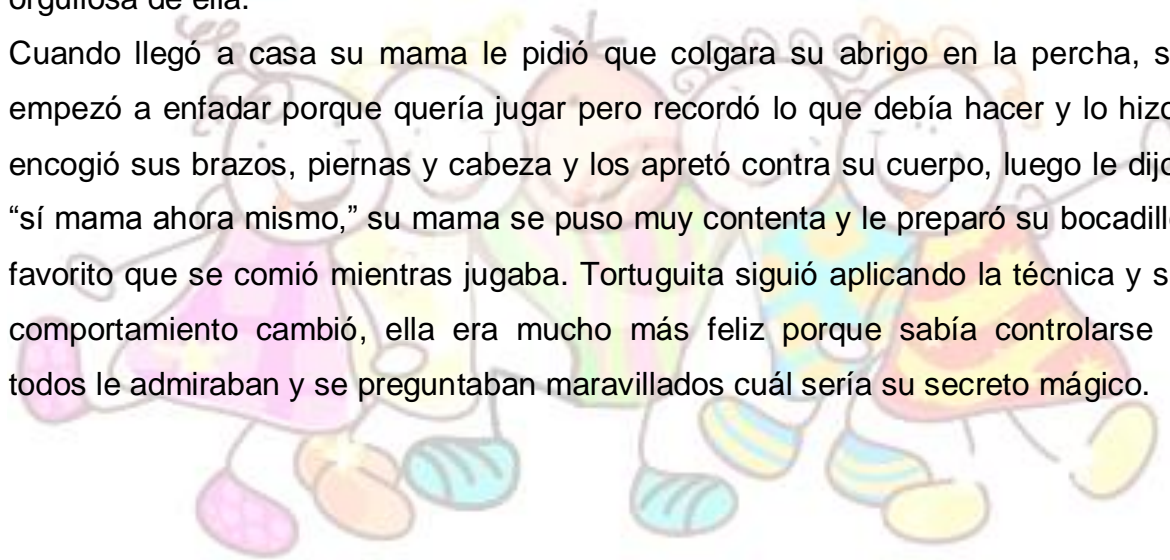 orgullosa de ella.
Cuando llegó a casa su mama le pidió que colgara su abrigo en la percha, s
empezó a enfadar porque quería jugar pero recordó lo que debía hacer y lo hizo
encogió sus brazos, piernas y cabeza y los apretó contra su cuerpo, luego le dijo
“sí mama ahora mismo,” su mama se puso muy contenta y le preparó su bocadillo
favorito que se comió mientras jugaba. Tortuguita siguió aplicando la técnica y s
comportamiento cambió, ella era mucho más feliz porque sabía controlarse
todos le admiraban y se preguntaban maravillados cuál sería su secreto mágico.